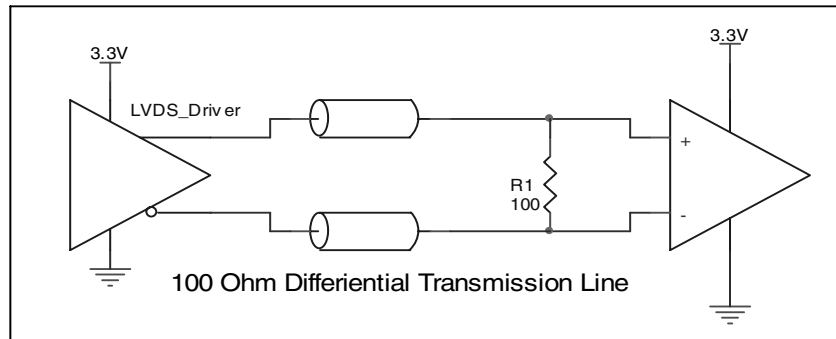 3.3V
3.3V
LVDS_Driver
+
R1
100
-
100 Ohm Differiential Transmission Line